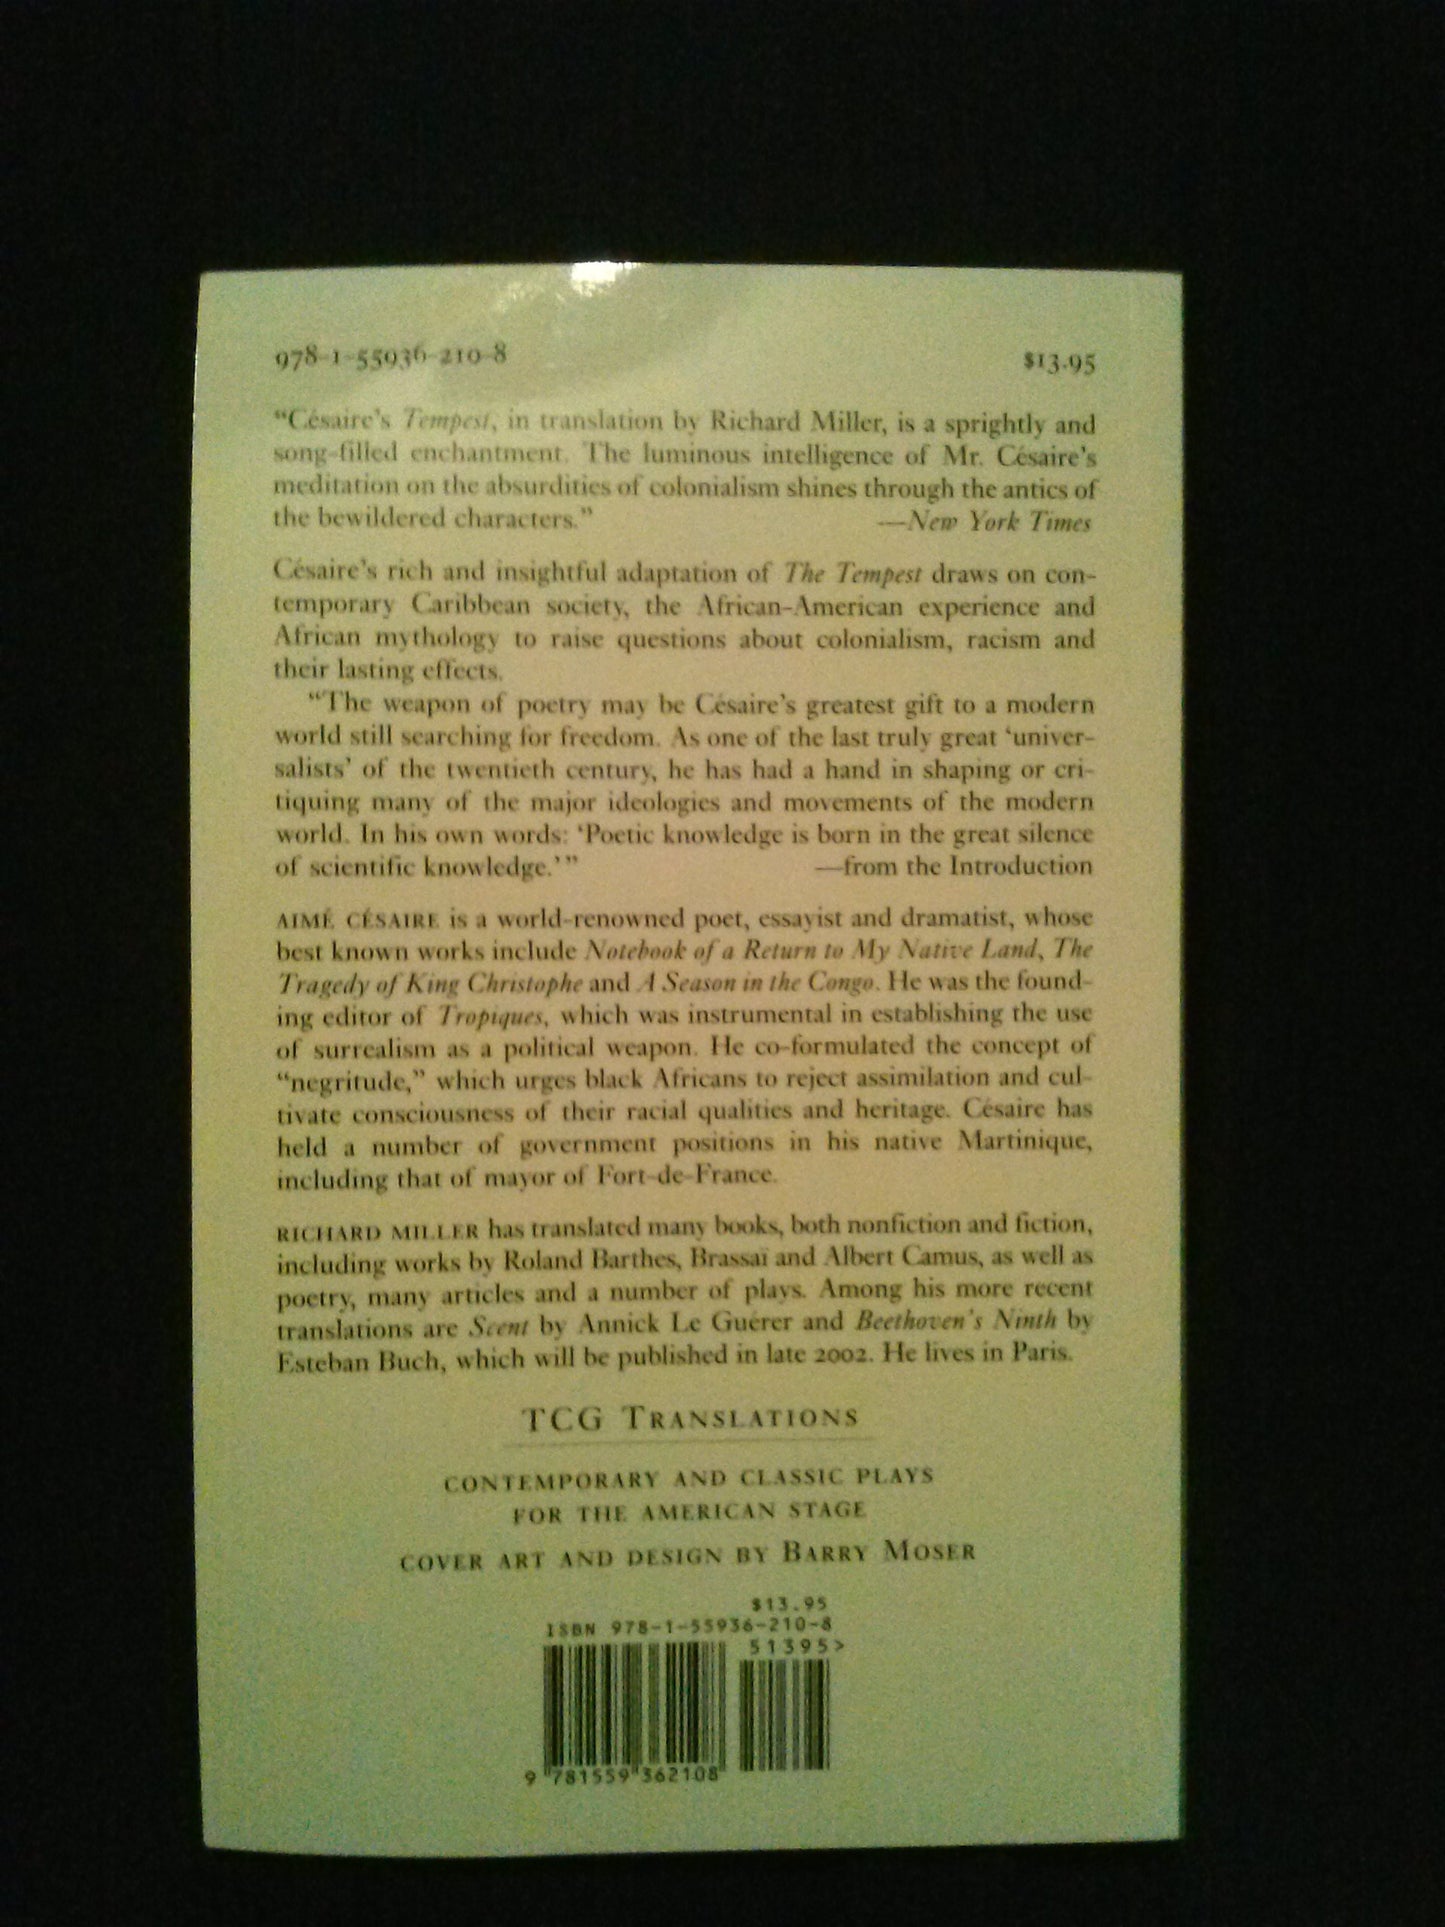 978-1-55936-210-8 $13.95
"Césaire's Tempest, in translation by Richard Miller, is a sprightly and
song-filled enchantment. The luminous intelligence of Mr. Césaire's
meditation on the absurdities of colonialism shines through the antics of
the bewildered characters." —New York Times
Césaire's rich and insightful adaptation of The Tempest draws on con-
temporary Caribbean society, the African-American experience and
African mythology to raise questions about colonialism, racism and
their lasting effects.
"The weapon of poetry may be Césaire's greatest gift to a modern
world still searching for freedom. As one of the last truly great 'univer-
salists' of the twentieth century, he has had a hand in shaping or cri-
tiquing many of the major ideologies and movements of the modern
world. In his own words: 'Poetic knowledge is born in the great silence
of scientific knowledge.'" —from the Introduction
AIMÉ CÉSAIRE is a world-renowned poet, essayist and dramatist, whose
best known works include Notebook of a Return to My Native Land, The
Tragedy of King Christophe and A Season in the Congo. He was the found-
ing editor of Tropiques, which was instrumental in establishing the use
of surrealism as a political weapon. He co-formulated the concept of
"negritude," which urges black Africans to reject assimilation and cul-
tivate consciousness of their racial qualities and heritage. Césaire has
held a number of government positions in his native Martinique,
including that of mayor of Fort-de-France.
RICHARD MILLER has translated many books, both nonfiction and fiction,
including works by Roland Barthes, Brassaï and Albert Camus, as well as
poetry, many articles and a number of plays. Among his more recent
translations are Scent by Annick Le Guérer and Beethoven's Ninth by
Esteban Buch, which will be published in late 2002. He lives in Paris.
TCG TRANSLATIONS
CONTEMPORARY AND CLASSIC PLAYS
FOR THE AMERICAN STAGE
COVER ART AND DESIGN BY BARRY MOSER
$13.95
ISBN 978-1-55936-210-8
51395>
9 781559 362108